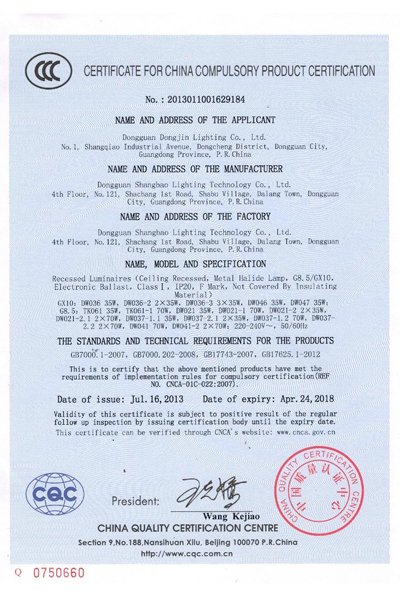 CCC
CERTIFICATE FOR CHINA COMPULSORY PRODUCT CERTIFICATION
No. : 2013011001629184
NAME AND ADDRESS OF THE APPLICANT
Dongguan Dongjin Lighting Co., Ltd.
No.1, Shangqiao Industrial Avenue, Dongcheng District, Dongguan City,
Guangdong Province, P.R.China
NAME AND ADDRESS OF THE MANUFACTURER
Dongguan Shangbao Lighting Technology Co., Ltd.
4th Floor, No.121, Shachang 1st Road, Shabu Village, Dalang Town, Dongguan
City, Guangdong Province, P.R.China
NAME AND ADDRESS OF THE FACTORY
Dongguan Shangbao Lighting Technology Co., Ltd.
4th Floor, No.121, Shachang 1st Road, Shabu Village, Dalang Town, Dongguan
City, Guangdong Province, P.R.China
NAME, MODEL AND SPECIFICATION
Recessed Luminaires (Ceiling Recessed, Metal Halide Lamp, G8.5/GX10,
Electronic Ballast, ClassⅠ, IP20, F Mark, Not Covered By Insulating
Material)
GX10: DW036 35W, DW036-2 2×35W, DW036-3 3×35W, DW046 35W, DW047 35W;
G8.5: TK061 35W, TK061-1 70W, DW021 35W, DW021-1 70W, DW021-2 2×35W,
DW021-2.1 2×70W, DW037-1.1 35W, DW037-2.1 2×35W, DW037-1.2 70W, DW037-
2.2 2×70W, DW041 70W, DW041-2 2×70W; 220-240V~, 50/60Hz
THE STANDARDS AND TECHNICAL REQUIREMENTS FOR THE PRODUCTS
GB7000.1-2007, GB7000.202-2008, GB17743-2007, GB17625.1-2012
This is to certify that the above mentioned products have met the
requirements of implementation rules for compulsory certification(REF
NO. CNCA-01C-022:2007).
Date of issue: Jul.16,2013 Date of expiry: Apr.24,2018
Validity of this certificate is subject to positive result of the regular
follow up inspection by issuing certification body until the expiry date.
This certificate can be verified through CNCA's website: www.cnca.gov.cn
CQC
President:
Wang Kejiao
CHINA QUALITY CERTIFICATION CENTRE
中国质量认证中心
CHINA QUALITY CERTIFICATION CENTRE
Section 9,No.188,Nansihuan Xilu, Beijing 100070 P.R.China
http://www.cqc.com.cn
Q 0750660